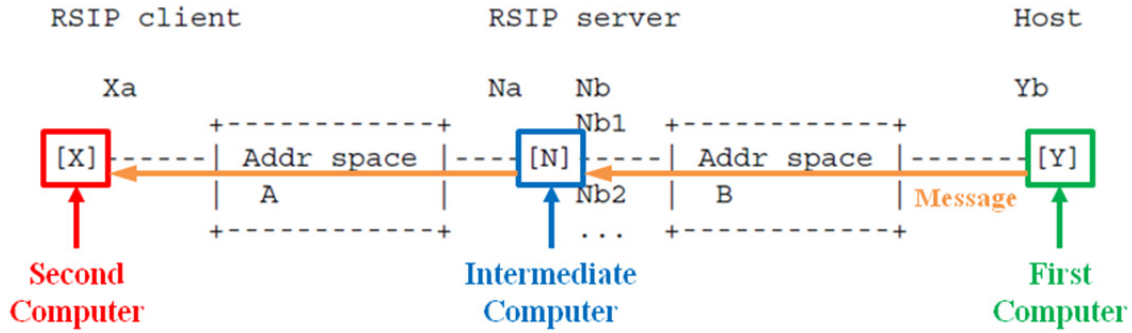 RSIP client RSIP server Host
Xa Na Nb Yb
+------------+ Nb1 +------------+
[X]------| Addr space |----[N]-----| Addr space |-------[Y]
| A | Nb2 | B | Message
+------------+ ... +------------+
Second Computer
Intermediate Computer
First Computer